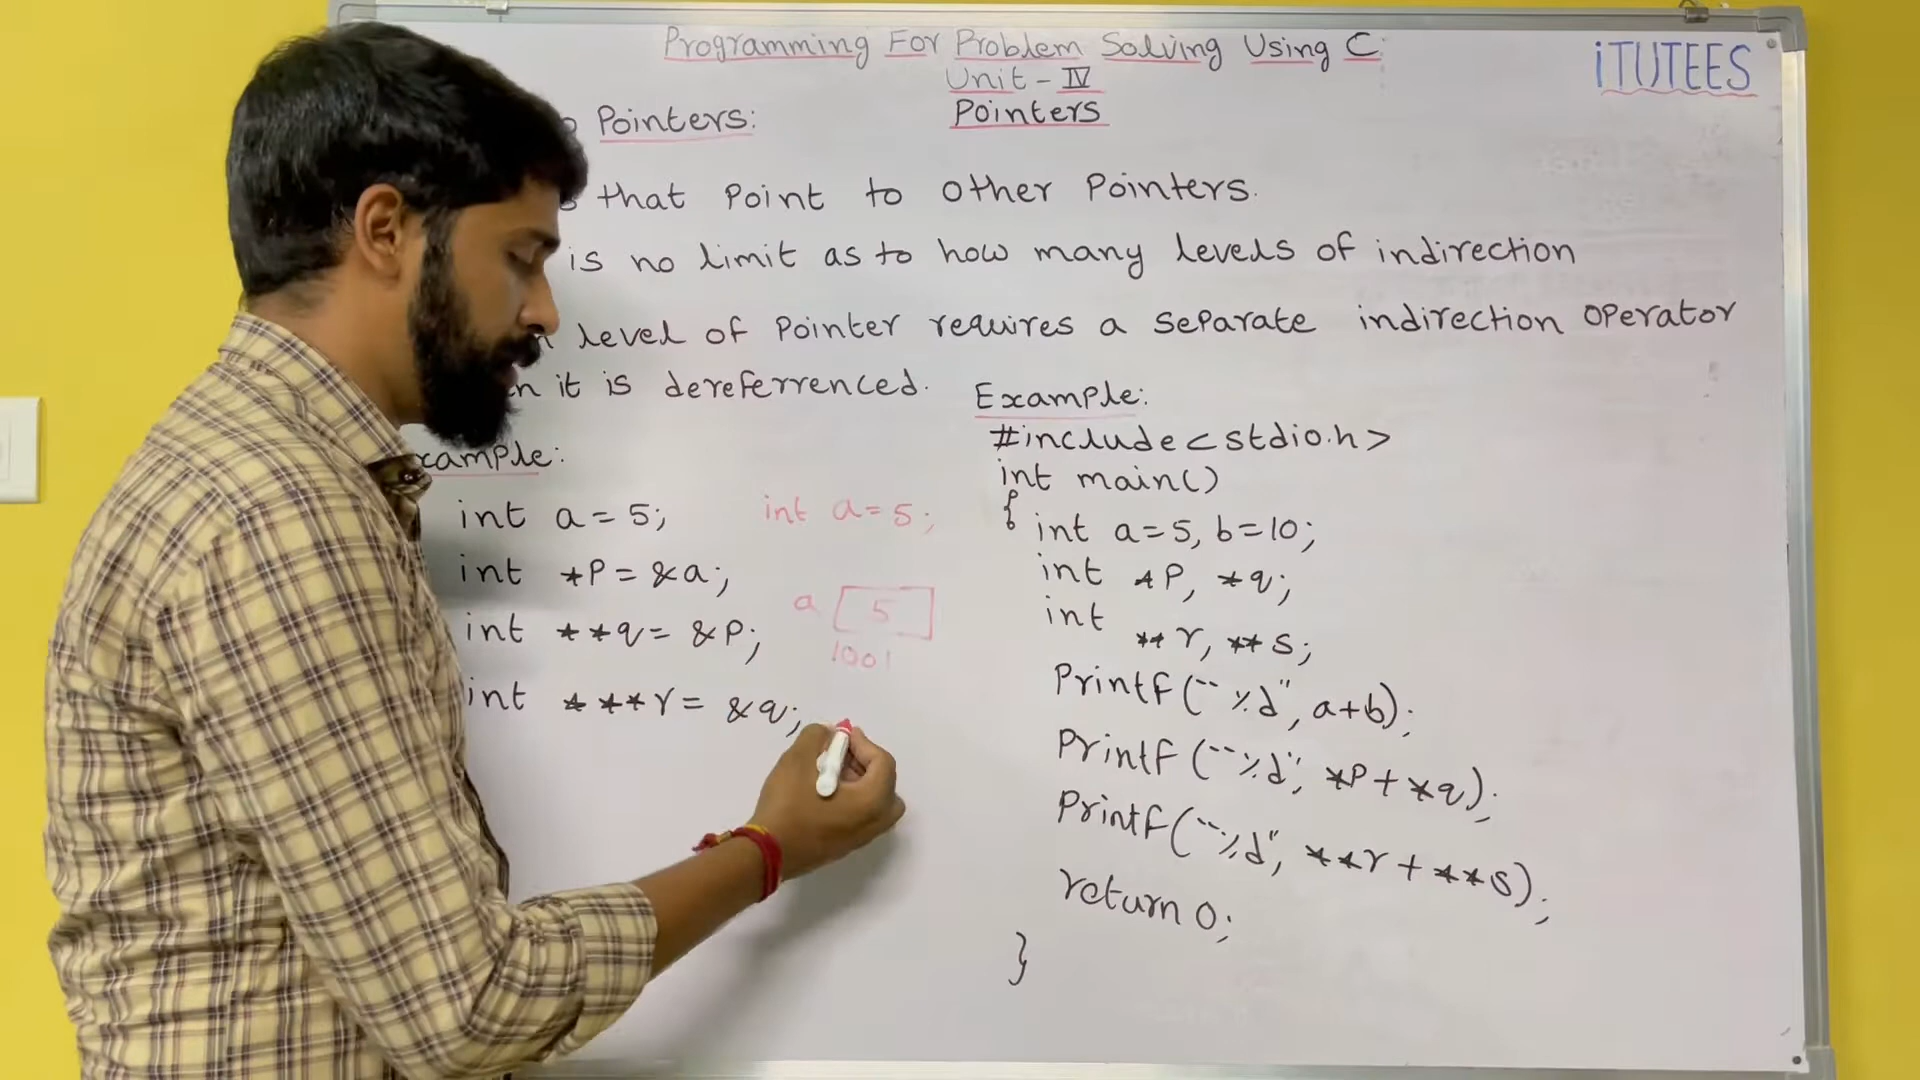 Programming For Problem Solving Using C
iTUTEES
Unit - IV
Pointers
Pointers:
that Point to Other Pointers.
is no limit as to how many levels of indirection
level of Pointer requires a separate indirection operator
it is dereferrenced.
Example:
#include<stdio.h>
int main()
{ int a=5, b=10;
int *P, *q;
int **r, **s;
Printf("%d", a+b);
Printf("%d", *P+*q);
Printf("%d", **r+**s);
return 0;
}
xample:
int a=5;
int *P=&a;
int **q=&P;
int ***r=&q;
int a=5;
a 5
1001